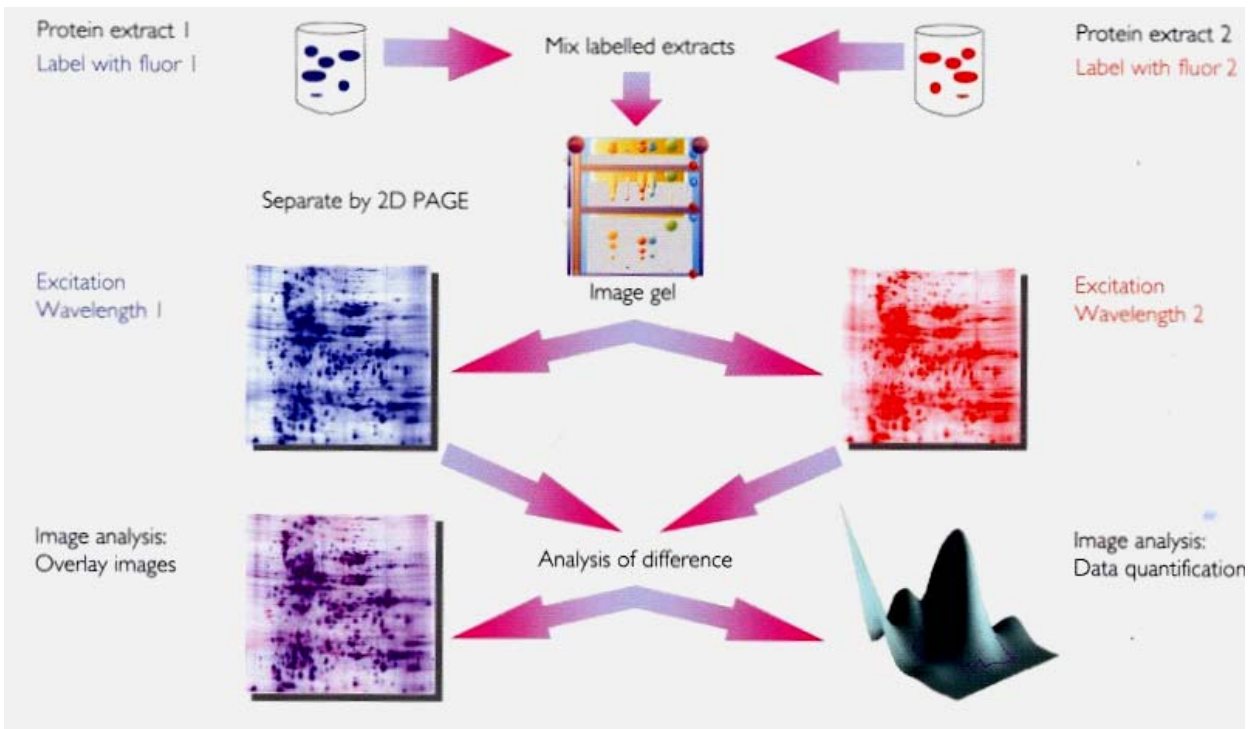 Protein extract 1
Label with fluor 1
Mix labelled extracts
Protein extract 2
Label with fluor 2
Separate by 2D PAGE
Image gel
Excitation
Wavelength 1
Excitation
Wavelength 2
Image analysis:
Overlay images
Analysis of difference
Image analysis:
Data quantification